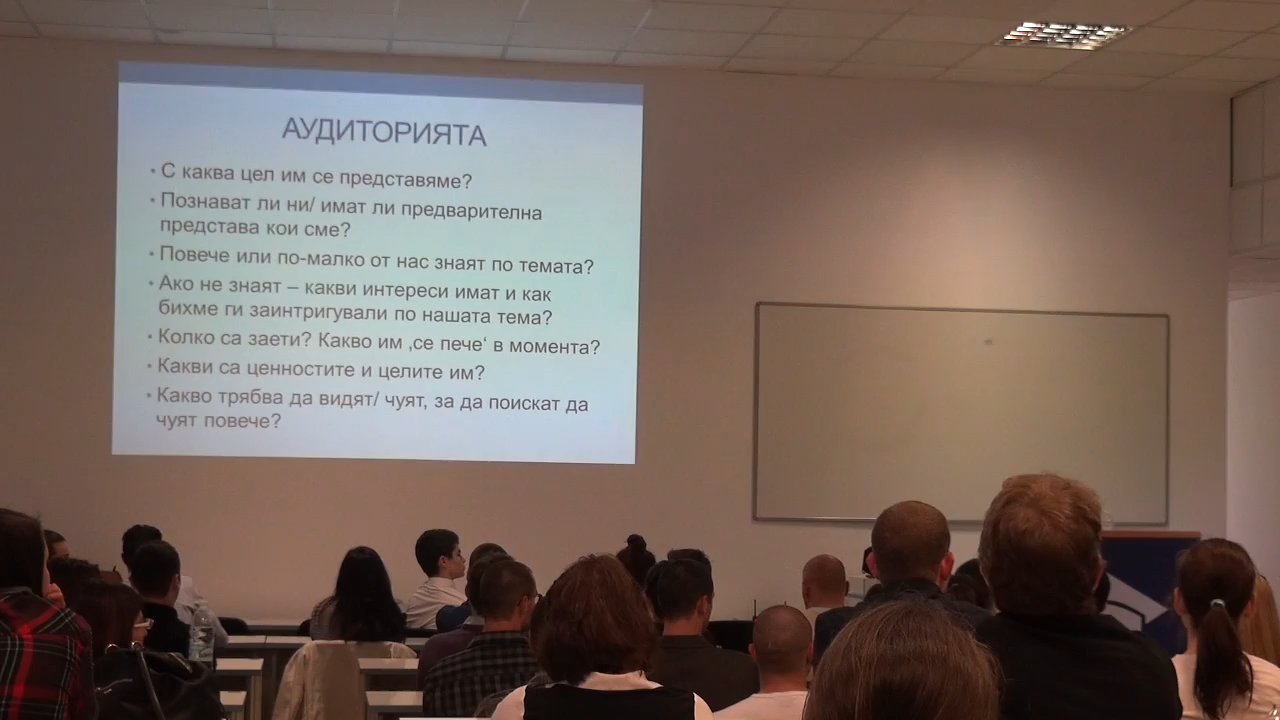 АУДИТОРИЯТА
• С каква цел им се представяме?
• Познават ли ни/ имат ли предварителна
представа кои сме?
• Повече или по-малко от нас знаят по темата?
• Ако не знаят – какви интереси имат и как
бихме ги заинтригували по нашата тема?
• Колко са заети? Какво им ‚се пече‘ в момента?
• Какви са ценностите и целите им?
• Какво трябва да видят/ чуят, за да поискат да
чуят повече?